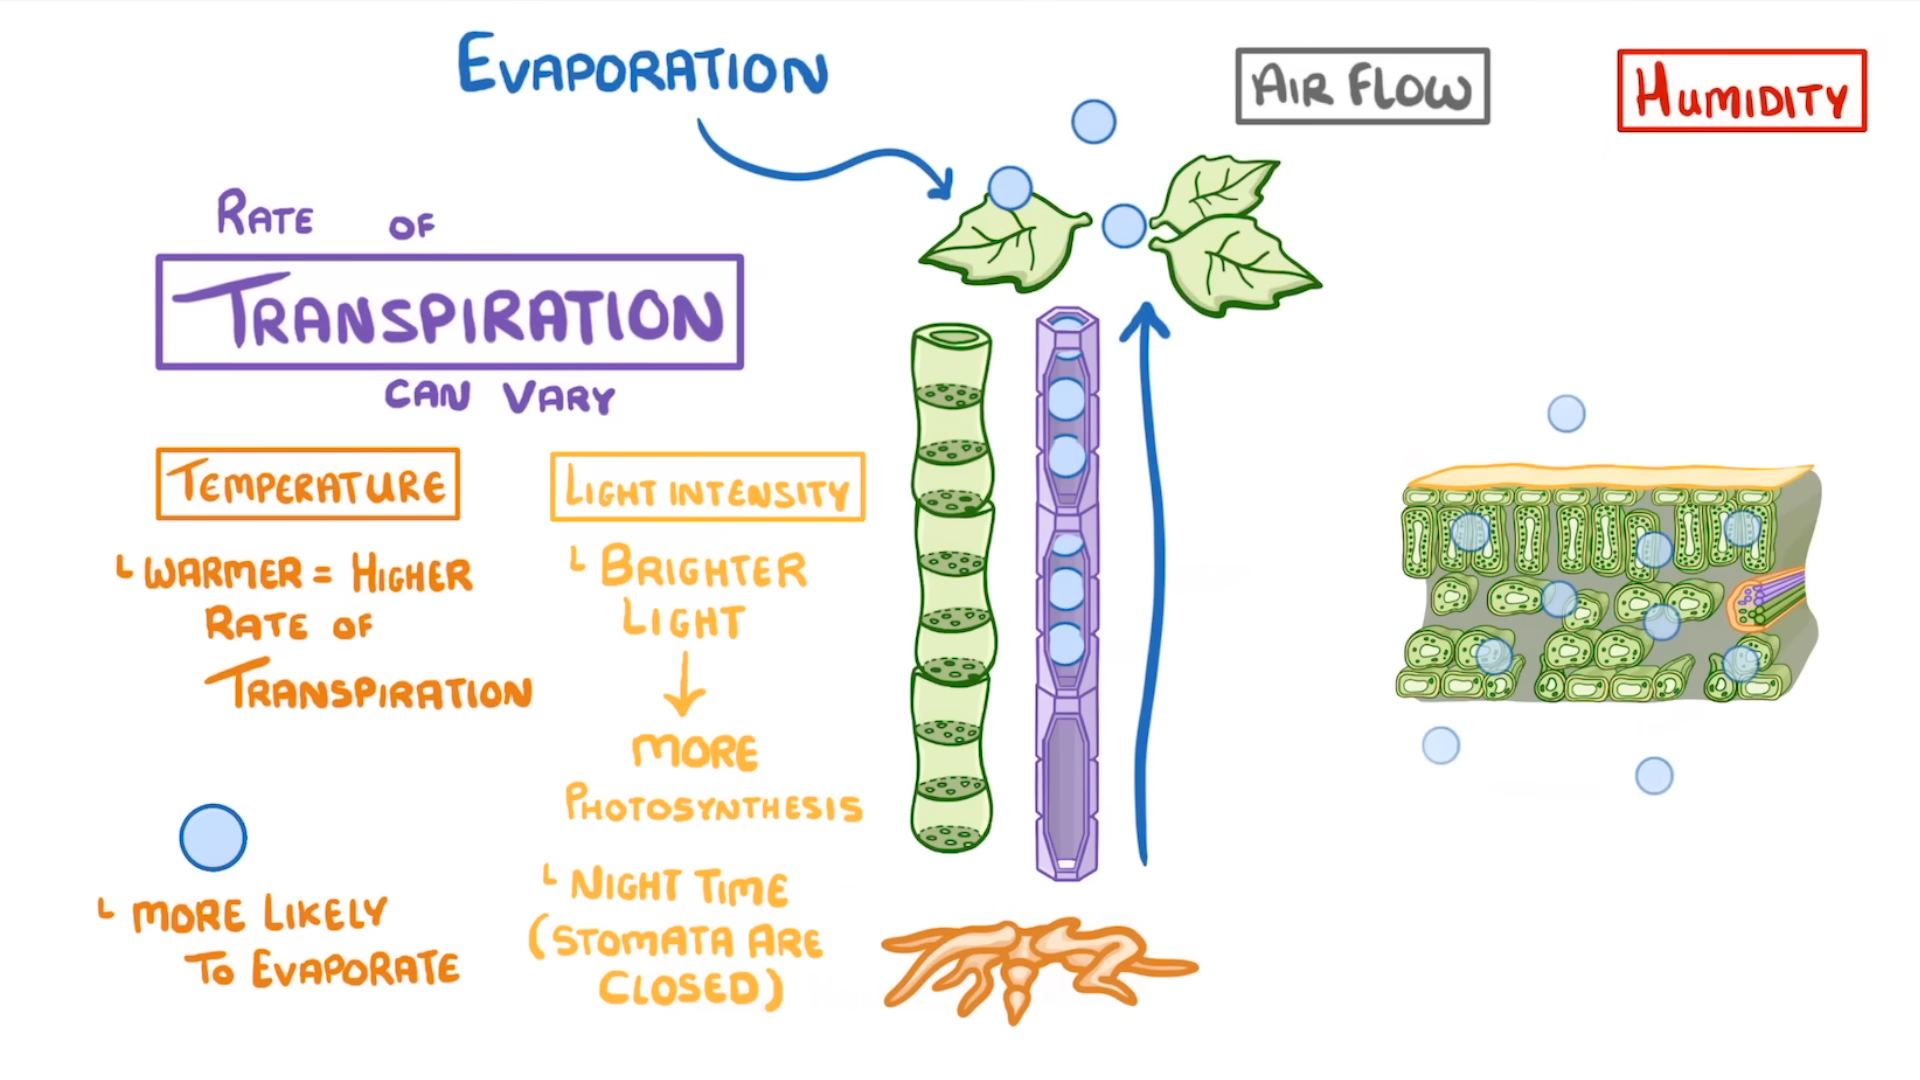 EVAPORATION
AIR FLOW
HUMIDITY
RATE OF
TRANSPIRATION
CAN VARY
TEMPERATURE
└ WARMER = HIGHER
RATE OF
TRANSPIRATION
└ MORE LIKELY
TO EVAPORATE
LIGHT INTENSITY
└ BRIGHTER
LIGHT
↓
MORE
PHOTOSYNTHESIS
└ NIGHT TIME
(STOMATA ARE
CLOSED)